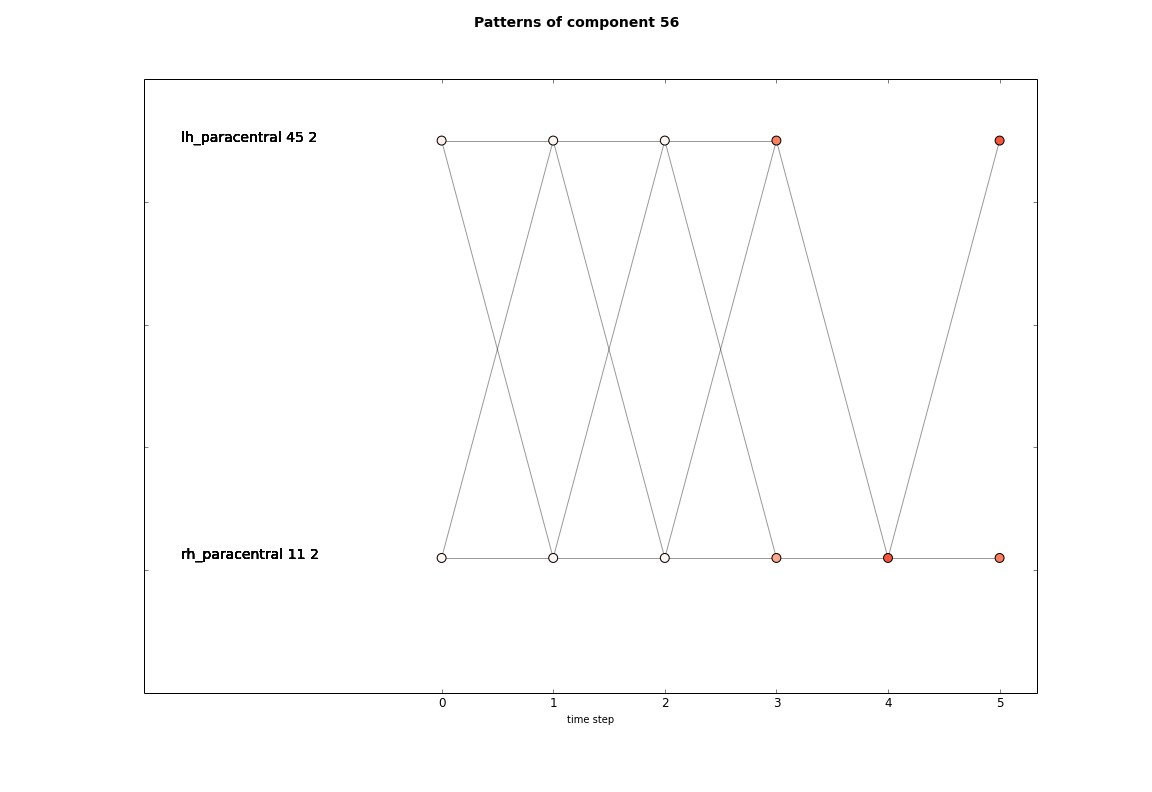 Patterns of component 56
lh_paracentral 45 2
rh_paracentral 11 2
0 1 2 3 4 5
time step